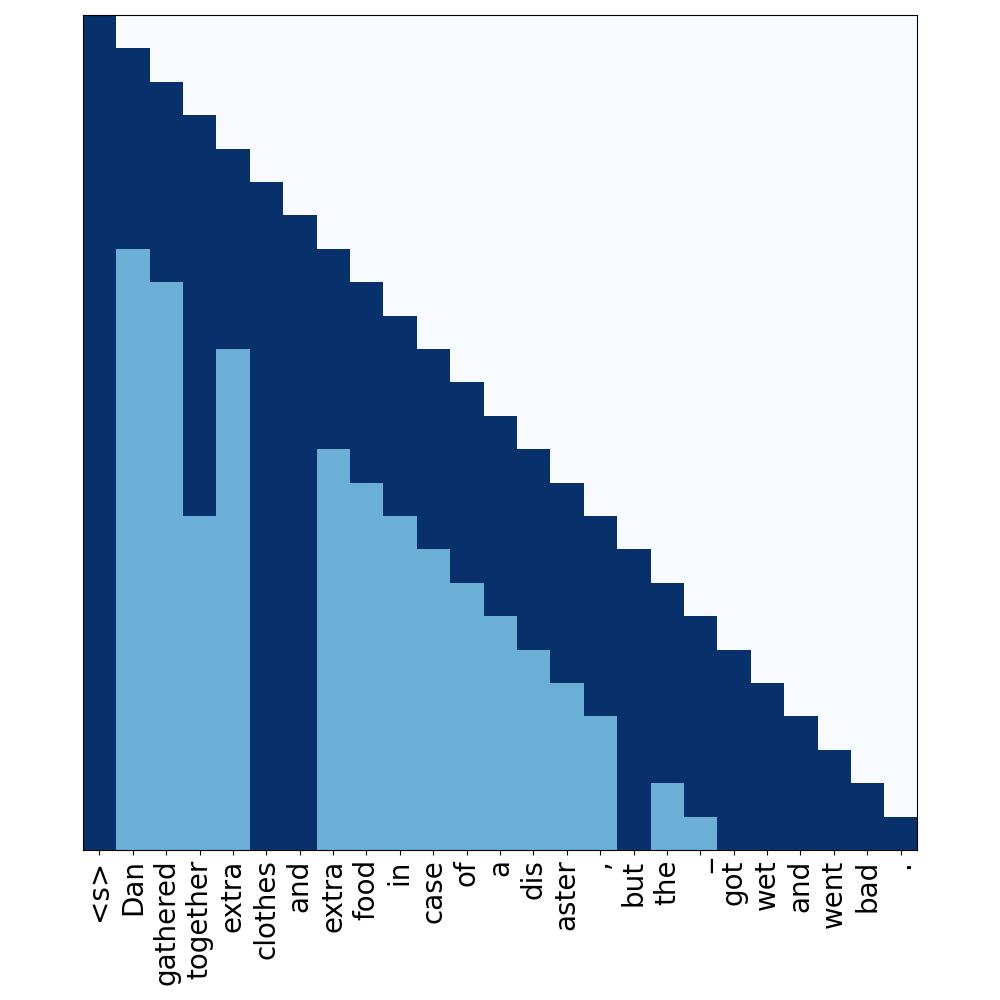 <s> Dan gathered together extra clothes and extra food in case of a dis aster , but the _ got wet and went bad .